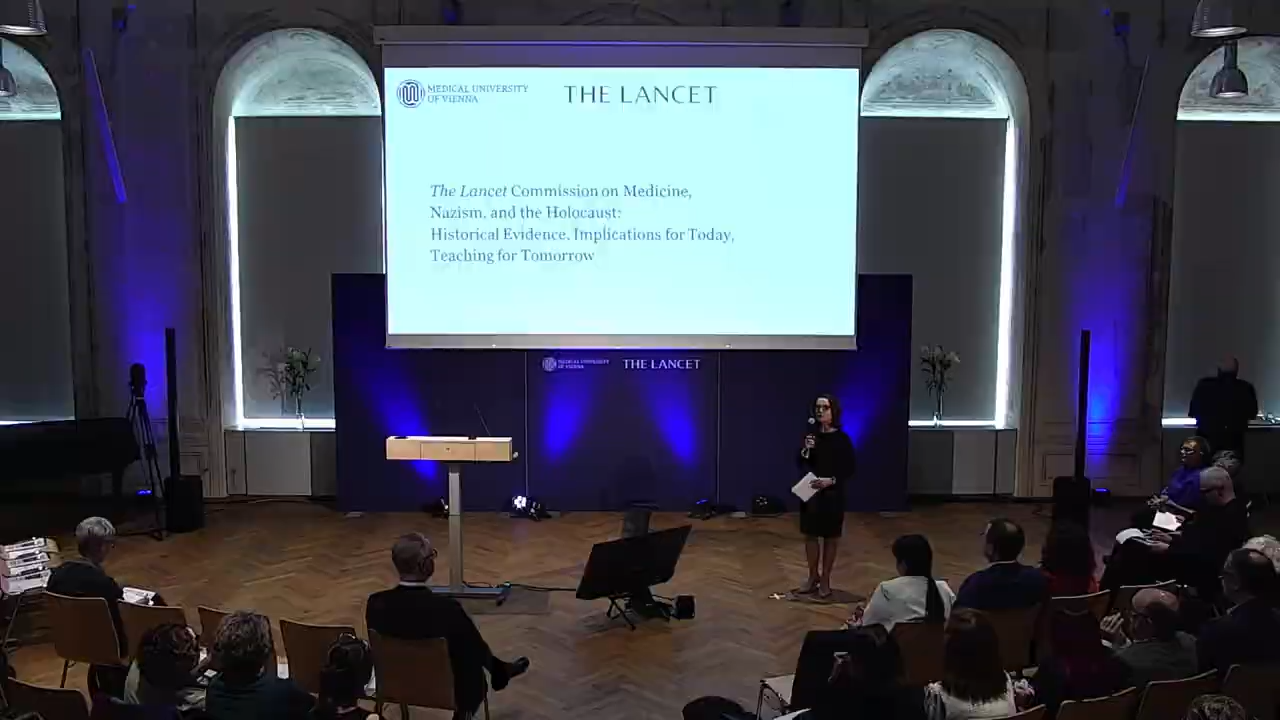 MEDICAL UNIVERSITY
OF VIENNA
THE LANCET
The Lancet Commission on Medicine,
Nazism, and the Holocaust:
Historical Evidence, Implications for Today,
Teaching for Tomorrow
MEDICAL UNIVERSITY
OF VIENNA
THE LANCET